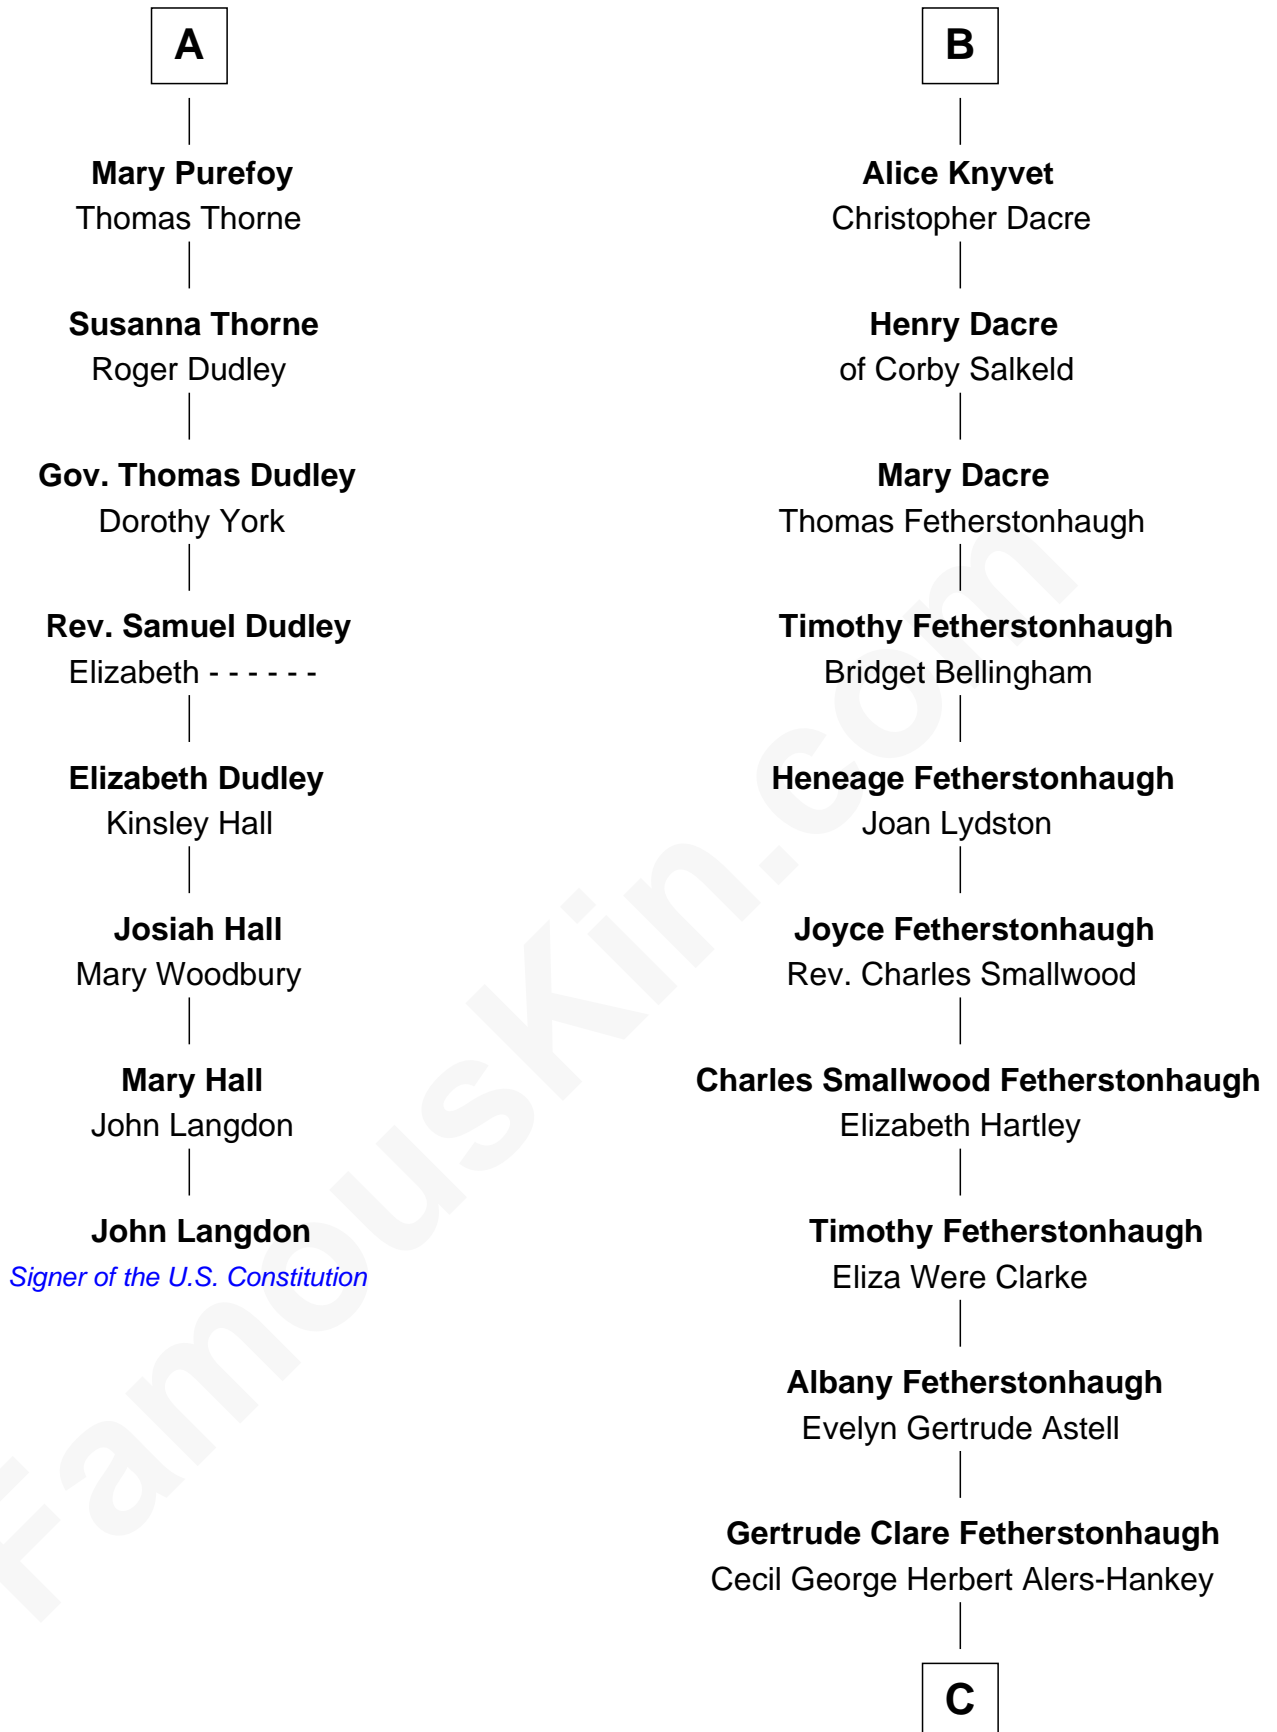 A
Mary Purefoy
Thomas Thorne
Susanna Thorne
Roger Dudley
Gov. Thomas Dudley
Dorothy York
Rev. Samuel Dudley
Elizabeth - - - - - -
Elizabeth Dudley
Kinsley Hall
Josiah Hall
Mary Woodbury
Mary Hall
John Langdon
John Langdon
Signer of the U.S. Constitution
B
Alice Knyvet
Christopher Dacre
Henry Dacre
of Corby Salkeld
Mary Dacre
Thomas Fetherstonhaugh
Timothy Fetherstonhaugh
Bridget Bellingham
Heneage Fetherstonhaugh
Joan Lydston
Joyce Fetherstonhaugh
Rev. Charles Smallwood
Charles Smallwood Fetherstonhaugh
Elizabeth Hartley
Timothy Fetherstonhaugh
Eliza Were Clarke
Albany Fetherstonhaugh
Evelyn Gertrude Astell
Gertrude Clare Fetherstonhaugh
Cecil George Herbert Alers-Hankey
C
FamousKin.com